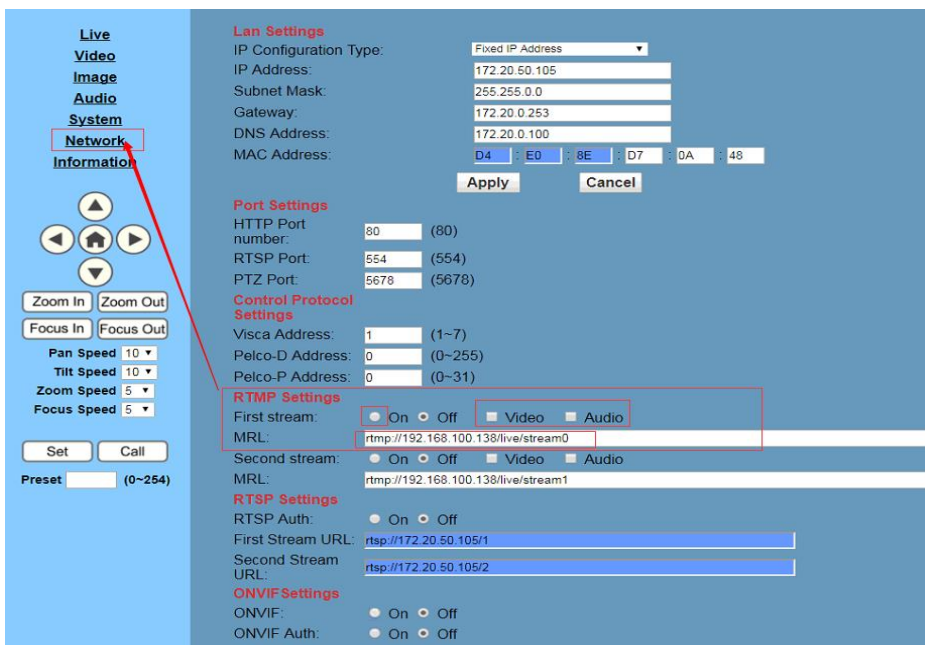 Live
Video
Image
Audio
System
Network
Information
Zoom In Zoom Out
Focus In Focus Out
Pan Speed 10
Tilt Speed 10
Zoom Speed 5
Focus Speed 5
Set Call
Preset (0~254)
Lan Settings
IP Configuration Type: Fixed IP Address
IP Address: 172.20.50.105
Subnet Mask: 255.255.0.0
Gateway: 172.20.0.253
DNS Address: 172.20.0.100
MAC Address: D4 : E0 : 8E : D7 : 0A : 48
Apply Cancel
Port Settings
HTTP Port
number: 80 (80)
RTSP Port: 554 (554)
PTZ Port: 5678 (5678)
Control Protocol
Settings
Visca Address: 1 (1~7)
Pelco-D Address: 0 (0~255)
Pelco-P Address: 0 (0~31)
RTMP Settings
First stream: On Off Video Audio
MRL: rtmp://192.168.100.138/live/stream0
Second stream: On Off Video Audio
MRL: rtmp://192.168.100.138/live/stream1
RTSP Settings
RTSP Auth: On Off
First Stream URL: rtsp://172.20.50.105/1
Second Stream
URL: rtsp://172.20.50.105/2
ONVIFSettings
ONVIF: On Off
ONVIF Auth: On Off